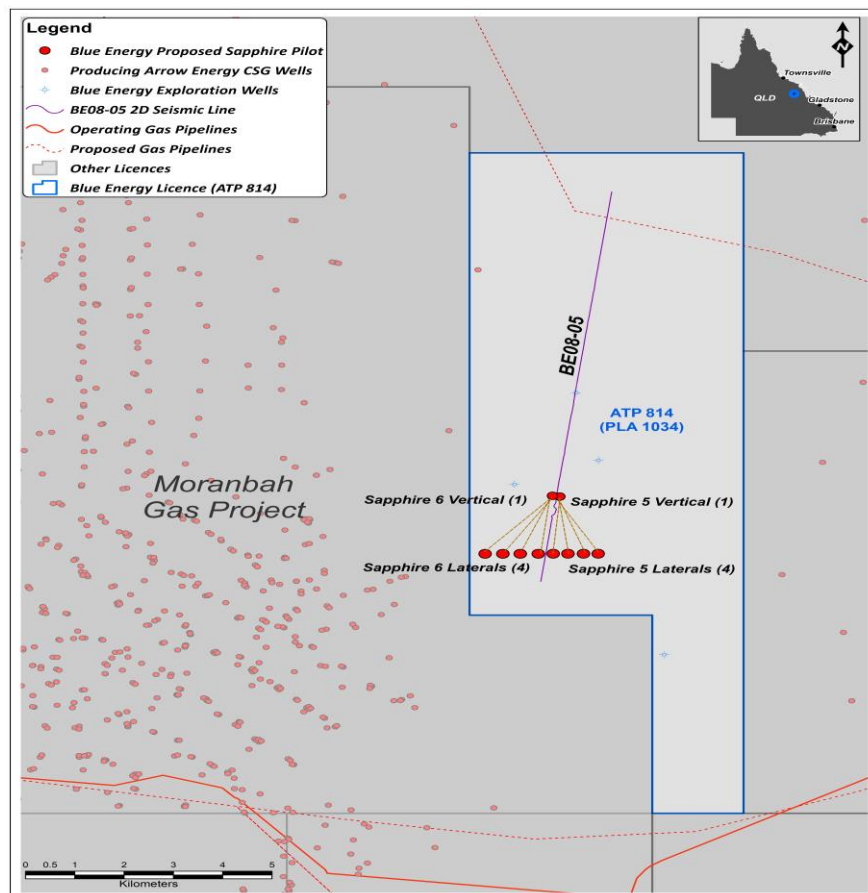 Legend
Blue Energy Proposed Sapphire Pilot
Producing Arrow Energy CSG Wells
Blue Energy Exploration Wells
BE08-05 2D Seismic Line
Operating Gas Pipelines
Proposed Gas Pipelines
Other Licences
Blue Energy Licence (ATP 814)
N
Townsville
QLD
Gladstone
Brisbane
BE08-05
ATP 814
(PLA 1034)
Moranbah
Gas Project
Sapphire 6 Vertical (1)
Sapphire 5 Vertical (1)
Sapphire 6 Laterals (4)
Sapphire 5 Laterals (4)
0 0.5 1 2 3 4 5
Kilometers